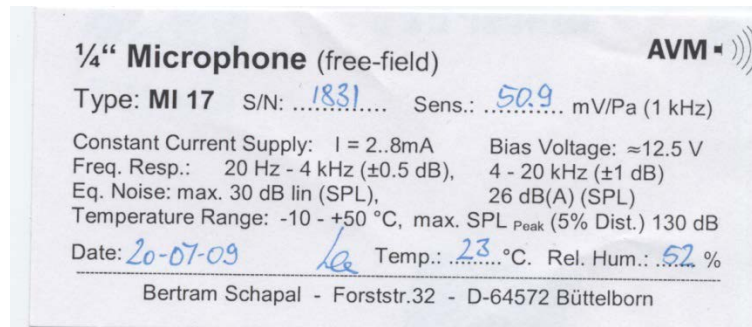 ¼“ Microphone (free-field) AVM
Type: MI 17 S/N: ..1831.... Sens.: ..50.9.... mV/Pa (1 kHz)
Constant Current Supply: I = 2..8mA Bias Voltage: ≈12.5 V
Freq. Resp.: 20 Hz - 4 kHz (±0.5 dB), 4 - 20 kHz (±1 dB)
Eq. Noise: max. 30 dB lin (SPL), 26 dB(A) (SPL)
Temperature Range: -10 - +50 °C, max. SPL Peak (5% Dist.) 130 dB
Date: 20-07-09 Temp.: ..23...°C. Rel. Hum.: ..52. %
Bertram Schapal - Forststr.32 - D-64572 Büttelborn